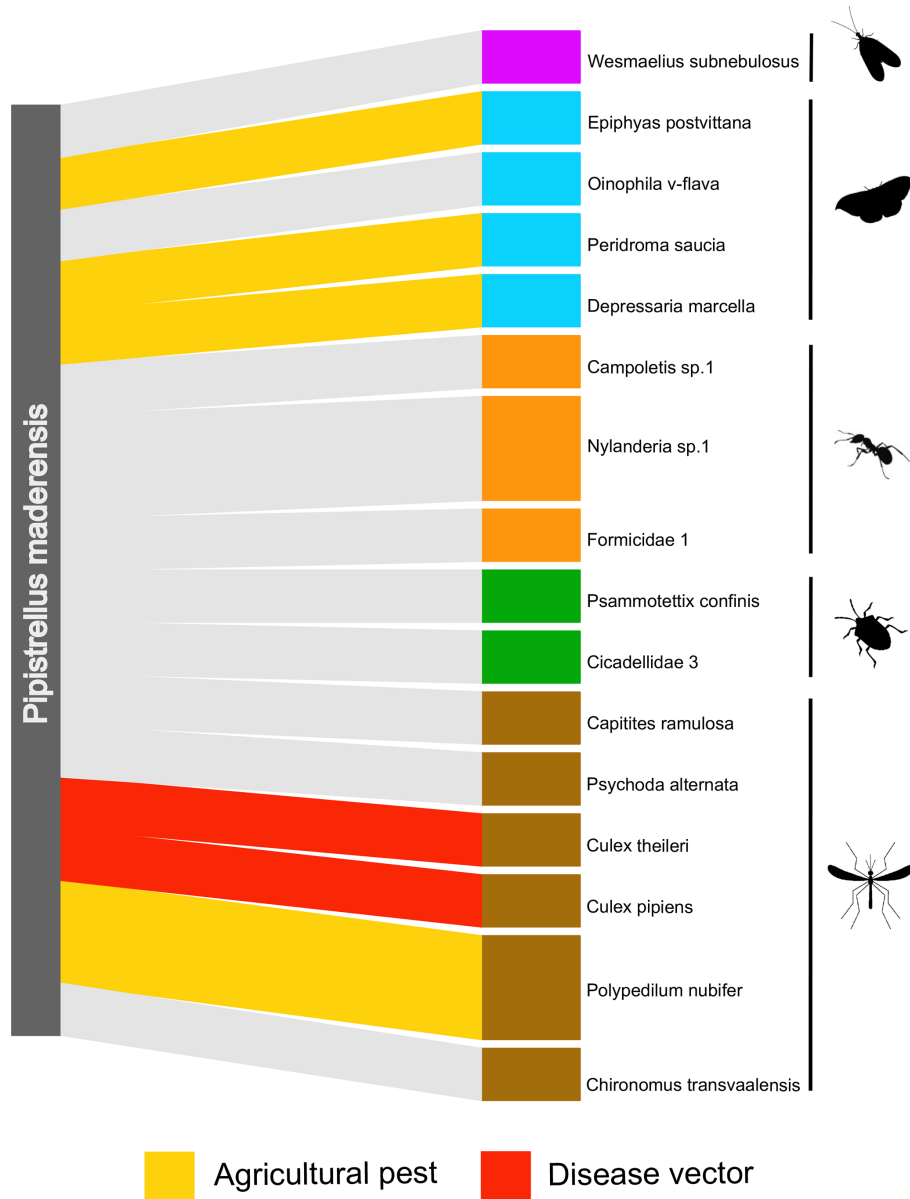 Pipistrellus maderensis
Wesmaelius subnebulosus
Epiphyas postvittana
Oinophila v-flava
Peridroma saucia
Depressaria marcella
Campoletis sp.1
Nylanderia sp.1
Formicidae 1
Psammotettix confinis
Cicadellidae 3
Capitites ramulosa
Psychoda alternata
Culex theileri
Culex pipiens
Polypedilum nubifer
Chironomus transvaalensis
Agricultural pest
Disease vector